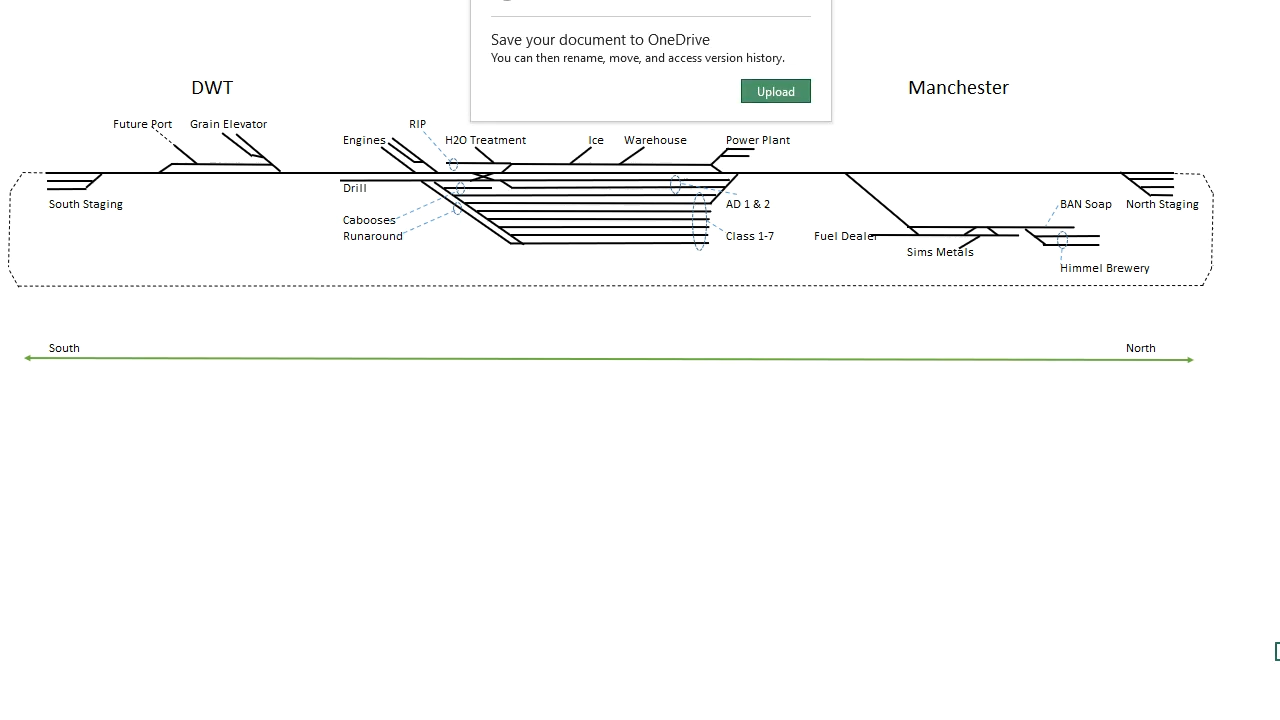 Save your document to OneDrive
You can then rename, move, and access version history.
Upload
DWT
Manchester
Future Port
Grain Elevator
RIP
Engines
H2O Treatment
Ice
Warehouse
Power Plant
Drill
South Staging
AD 1 & 2
BAN Soap
North Staging
Cabooses
Runaround
Class 1-7
Fuel Dealer
Sims Metals
Himmel Brewery
South
North